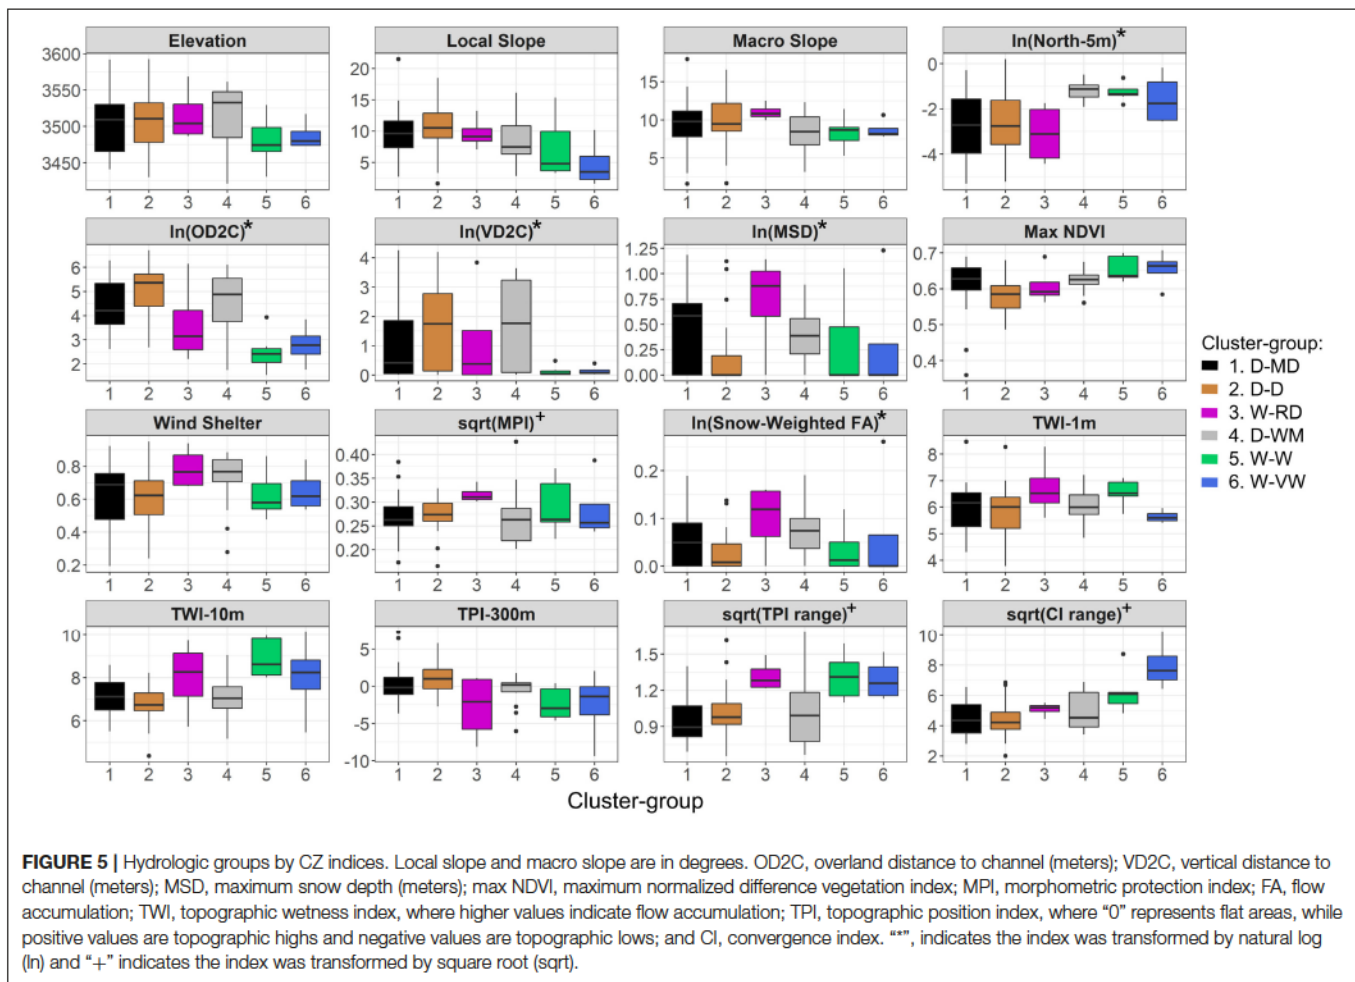 Elevation
Local Slope
Macro Slope
ln(North-5m)*
3600
3550
3500
3450
20
15
10
5
15
10
5
0
-2
-4
1 2 3 4 5 6
1 2 3 4 5 6
1 2 3 4 5 6
1 2 3 4 5 6
ln(OD2C)*
ln(VD2C)*
ln(MSD)*
Max NDVI
6
5
4
3
2
4
3
2
1
0
1.25
1.00
0.75
0.50
0.25
0.00
0.7
0.6
0.5
0.4
1 2 3 4 5 6
1 2 3 4 5 6
1 2 3 4 5 6
1 2 3 4 5 6
Wind Shelter
sqrt(MPI)+
ln(Snow-Weighted FA)*
TWI-1m
0.8
0.6
0.4
0.2
0.40
0.35
0.30
0.25
0.20
0.2
0.1
0.0
8
7
6
5
4
1 2 3 4 5 6
1 2 3 4 5 6
1 2 3 4 5 6
1 2 3 4 5 6
TWI-10m
TPI-300m
sqrt(TPI range)+
sqrt(CI range)+
10
8
6
5
0
-5
-10
1.5
1.2
0.9
10
8
6
4
2
1 2 3 4 5 6
1 2 3 4 5 6
1 2 3 4 5 6
1 2 3 4 5 6
Cluster-group
Cluster-group:
1. D-MD
2. D-D
3. W-RD
4. D-WM
5. W-W
6. W-VW
FIGURE 5 | Hydrologic groups by CZ indices. Local slope and macro slope are in degrees. OD2C, overland distance to channel (meters); VD2C, vertical distance to
channel (meters); MSD, maximum snow depth (meters); max NDVI, maximum normalized difference vegetation index; MPI, morphometric protection index; FA, flow
accumulation; TWI, topographic wetness index, where higher values indicate flow accumulation; TPI, topographic position index, where “0” represents flat areas, while
positive values are topographic highs and negative values are topographic lows; and CI, convergence index. “*”, indicates the index was transformed by natural log
(ln) and “+” indicates the index was transformed by square root (sqrt).